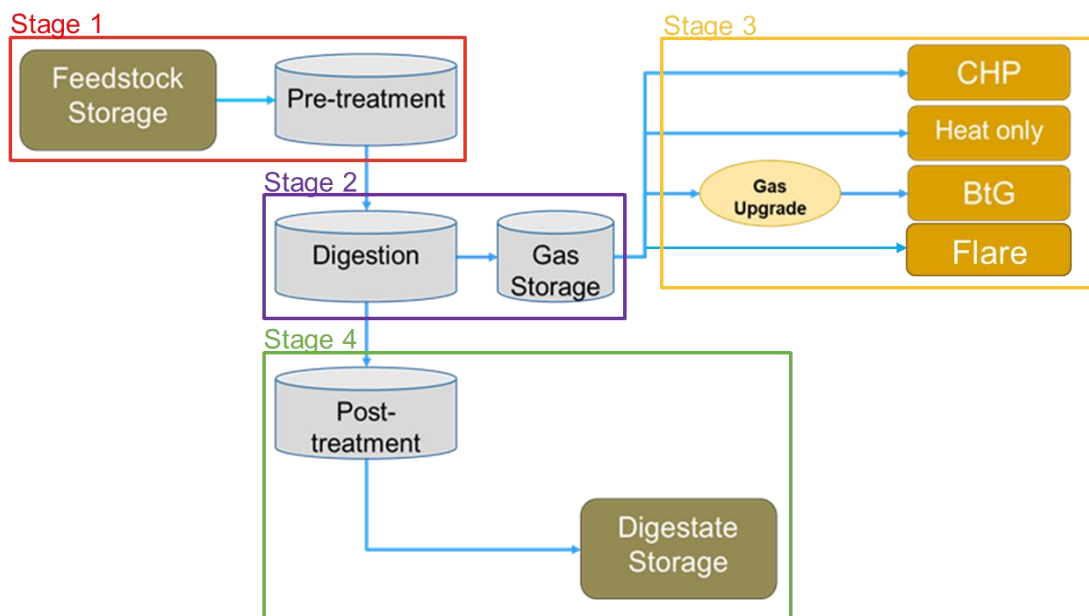 Stage 1
Feedstock
Storage
Pre-treatment
Stage 2
Digestion
Gas
Storage
Stage 3
CHP
Heat only
Gas
Upgrade
BtG
Flare
Stage 4
Post-
treatment
Digestate
Storage